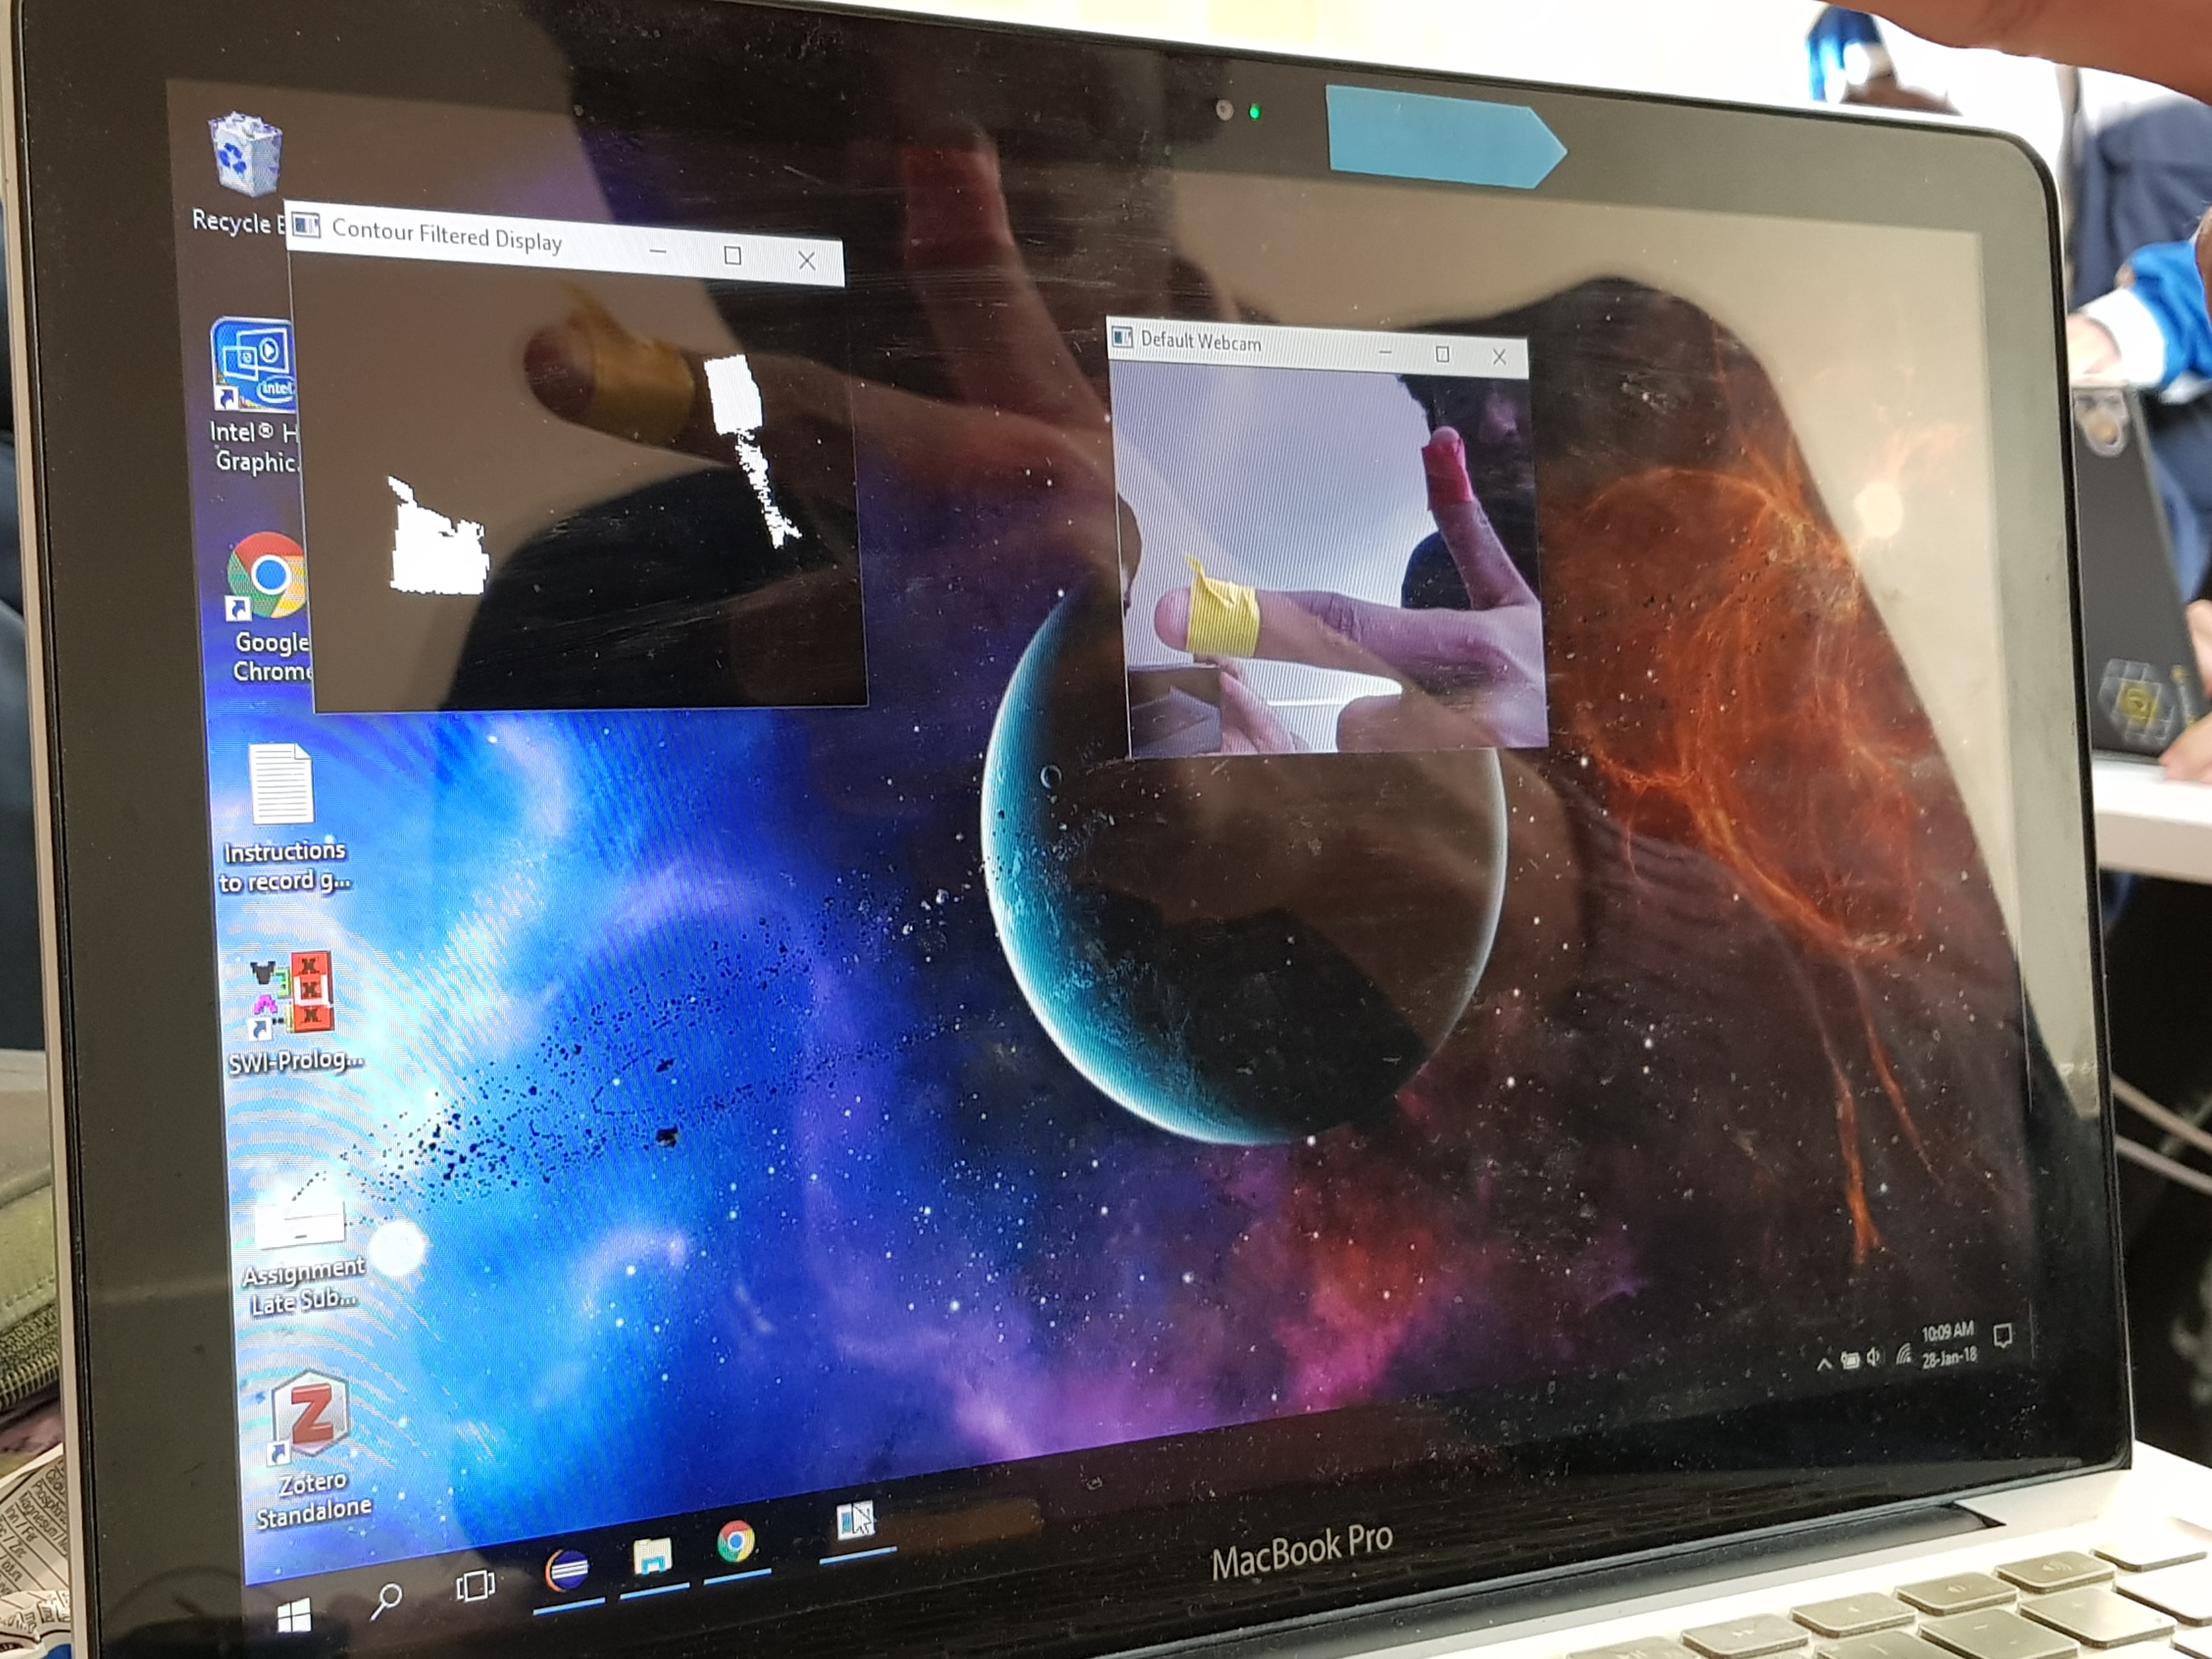 Recycle B
Contour Filtered Display
Default Webcam
intel
Intel® H
Graphic.
Google
Chrome
Instructions
to record g...
SWI-Prolog...
Assignment
Late Sub...
Z
Zotero
Standalone
10:09 AM
28-Jan-18
MacBook Pro